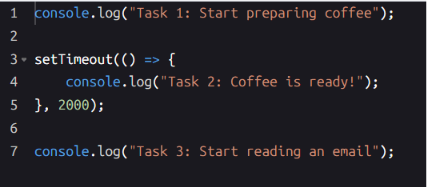 1 console.log("Task 1: Start preparing coffee");
2
3 setTimeout(() => {
4     console.log("Task 2: Coffee is ready!");
5 }, 2000);
6
7 console.log("Task 3: Start reading an email");